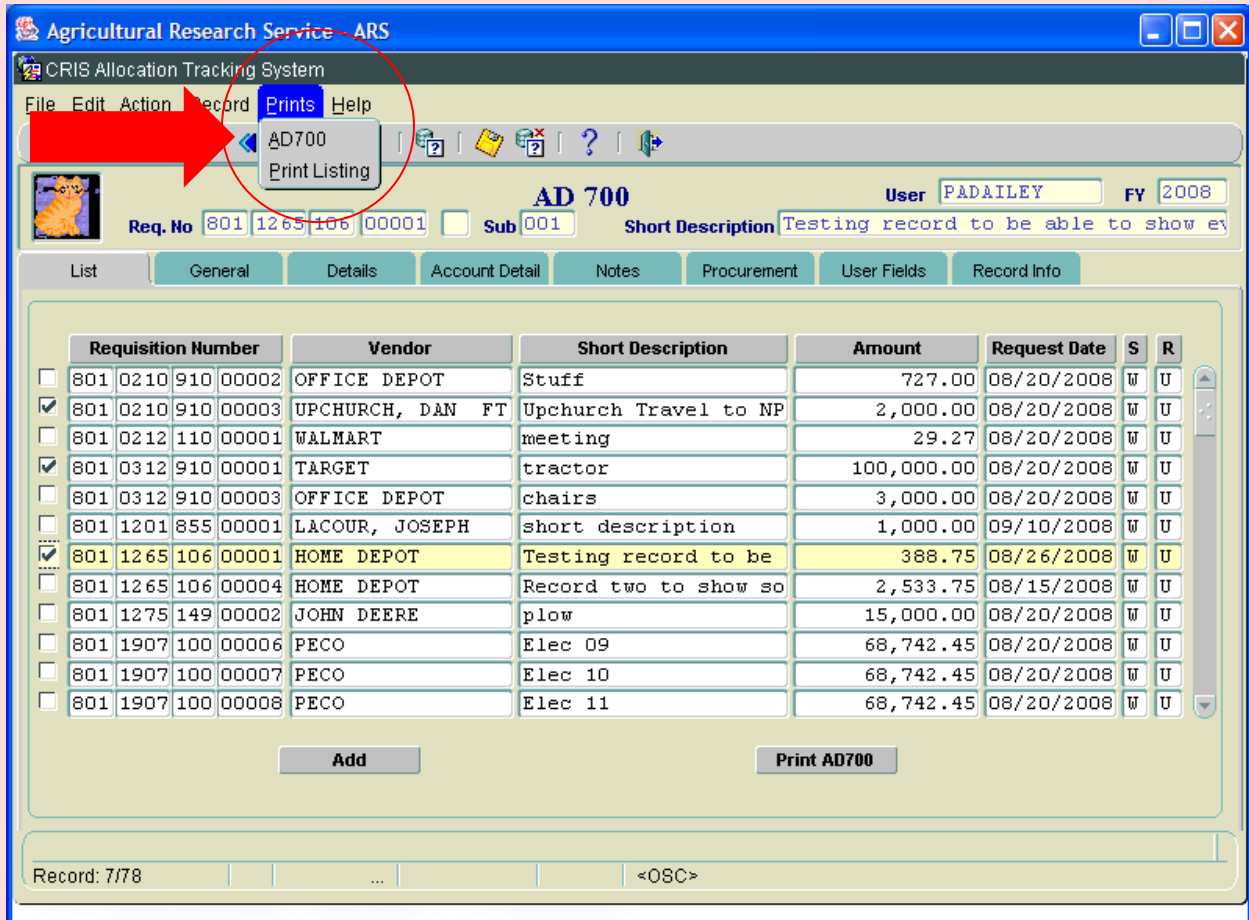 Agricultural Research Service - ARS
CRIS Allocation Tracking System
File Edit Action Record Prints Help
AD700
Print Listing
AD 700 User PADAILEY FY 2008
Req. No 801 1265 106 00001 Sub 001 Short Description Testing record to be able to show ev
List General Details Account Detail Notes Procurement User Fields Record Info
Requisition Number Vendor Short Description Amount Request Date S R
801 0210 910 00002 OFFICE DEPOT Stuff 727.00 08/20/2008 W U
801 0210 910 00003 UPCHURCH, DAN FT Upchurch Travel to NP 2,000.00 08/20/2008 W U
801 0212 110 00001 WALMART meeting 29.27 08/20/2008 W U
801 0312 910 00001 TARGET tractor 100,000.00 08/20/2008 W U
801 0312 910 00003 OFFICE DEPOT chairs 3,000.00 08/20/2008 W U
801 1201 855 00001 LACOUR, JOSEPH short description 1,000.00 09/10/2008 W U
801 1265 106 00001 HOME DEPOT Testing record to be 388.75 08/26/2008 W U
801 1265 106 00004 HOME DEPOT Record two to show so 2,533.75 08/15/2008 W U
801 1275 149 00002 JOHN DEERE plow 15,000.00 08/20/2008 W U
801 1907 100 00006 PECO Elec 09 68,742.45 08/20/2008 W U
801 1907 100 00007 PECO Elec 10 68,742.45 08/20/2008 W U
801 1907 100 00008 PECO Elec 11 68,742.45 08/20/2008 W U
Add Print AD700
Record: 7/78 ... <OSC>